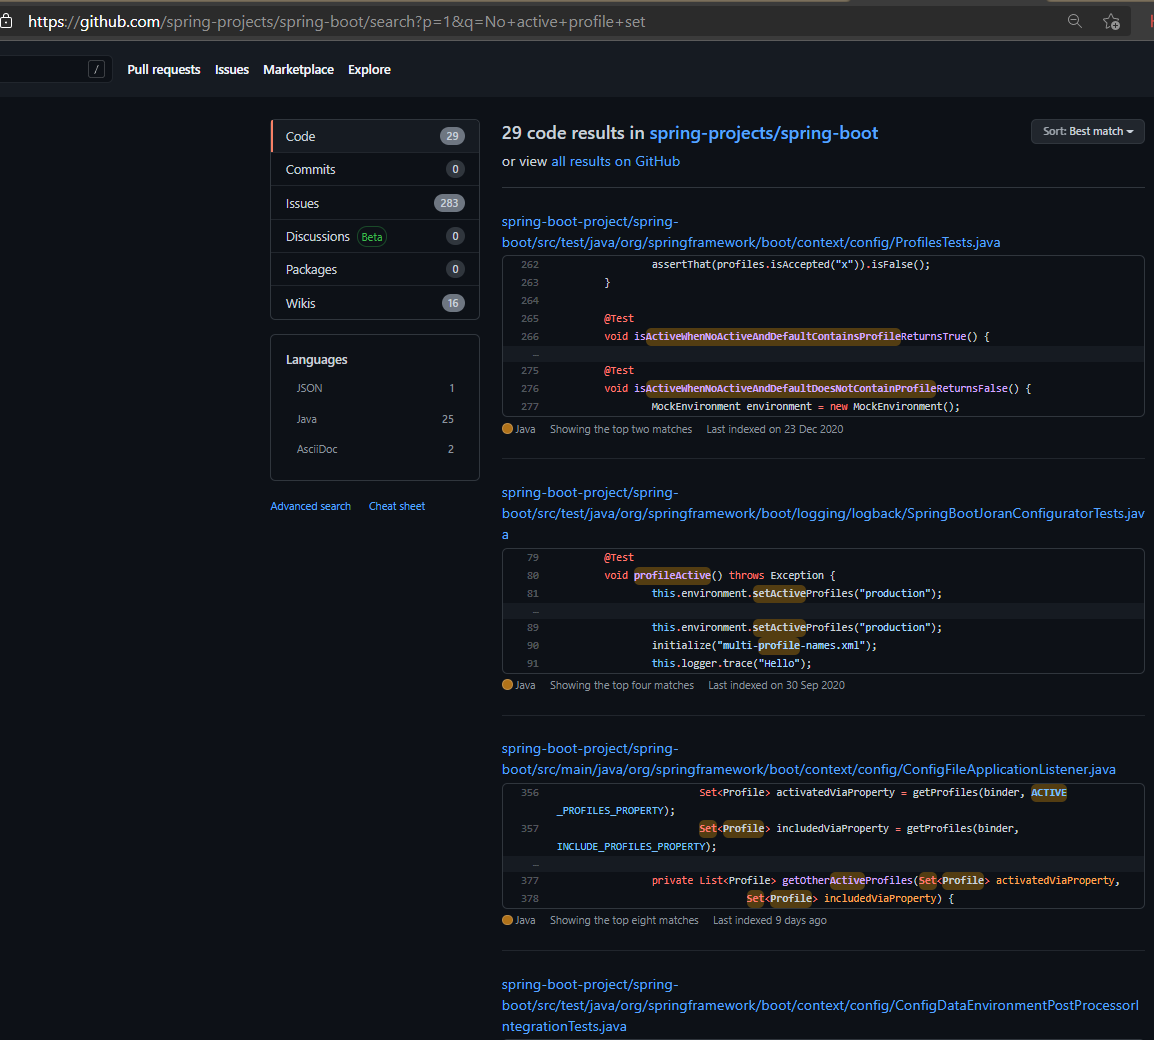 https://github.com/spring-projects/spring-boot/search?p=1&q=No+active+profile+set
/
Pull requests Issues Marketplace Explore
Code 29
Commits 0
Issues 283
Discussions Beta 0
Packages 0
Wikis 16
Languages
JSON 1
Java 25
AsciiDoc 2
Advanced search Cheat sheet
29 code results in spring-projects/spring-boot
Sort: Best match
or view all results on GitHub
spring-boot-project/spring-
boot/src/test/java/org/springframework/boot/context/config/ProfilesTests.java
262 assertThat(profiles.isAccepted("x")).isFalse();
263 }
264
265 @Test
266 void isActiveWhenNoActiveAndDefaultContainsProfileReturnsTrue() {
…
275 @Test
276 void isActiveWhenNoActiveAndDefaultDoesNotContainProfileReturnsFalse() {
277 MockEnvironment environment = new MockEnvironment();
Java Showing the top two matches Last indexed on 23 Dec 2020
spring-boot-project/spring-
boot/src/test/java/org/springframework/boot/logging/logback/SpringBootJoranConfiguratorTests.jav
a
79 @Test
80 void profileActive() throws Exception {
81 this.environment.setActiveProfiles("production");
…
89 this.environment.setActiveProfiles("production");
90 initialize("multi-profile-names.xml");
91 this.logger.trace("Hello");
Java Showing the top four matches Last indexed on 30 Sep 2020
spring-boot-project/spring-
boot/src/main/java/org/springframework/boot/context/config/ConfigFileApplicationListener.java
356 Set<Profile> activatedViaProperty = getProfiles(binder, ACTIVE
_PROFILES_PROPERTY);
357 Set<Profile> includedViaProperty = getProfiles(binder,
INCLUDE_PROFILES_PROPERTY);
…
377 private List<Profile> getOtherActiveProfiles(Set<Profile> activatedViaProperty,
378 Set<Profile> includedViaProperty) {
Java Showing the top eight matches Last indexed 9 days ago
spring-boot-project/spring-
boot/src/test/java/org/springframework/boot/context/config/ConfigDataEnvironmentPostProcessorI
ntegrationTests.java